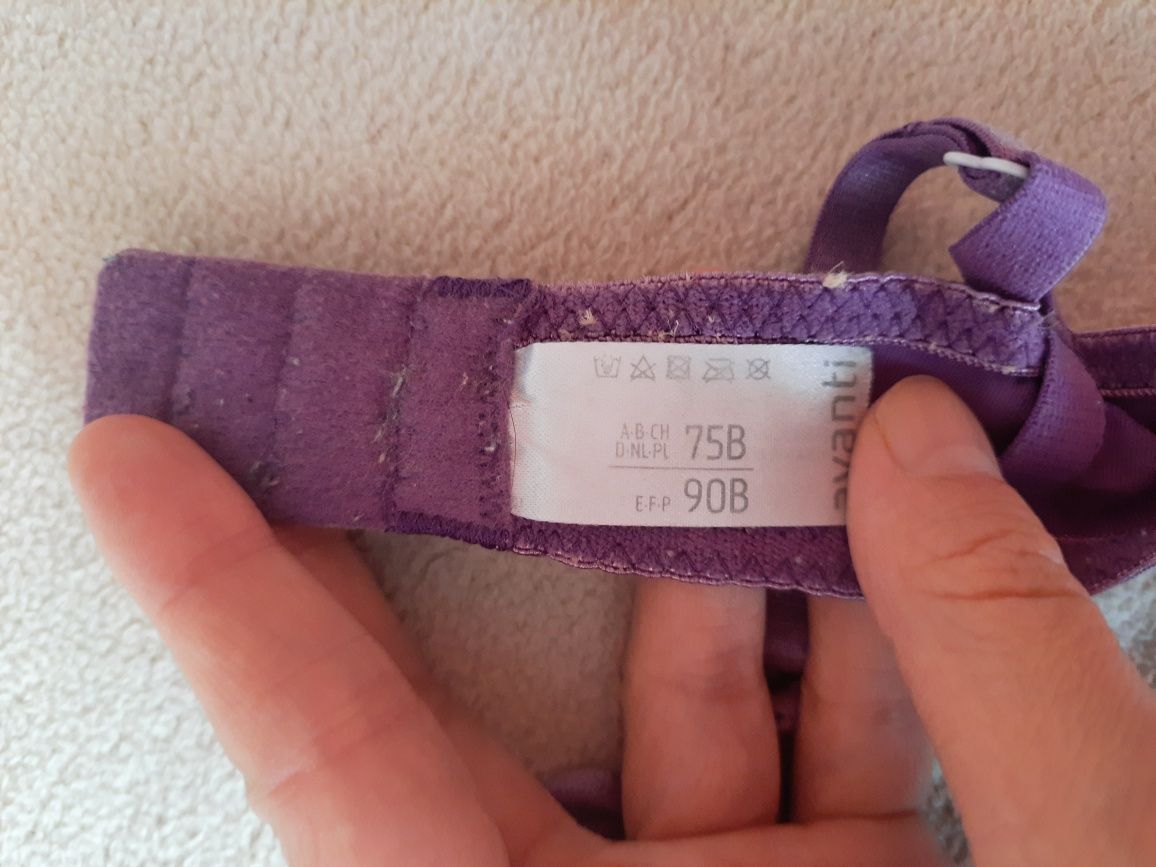 A·B·CH
D·NL·PL 75B
E·F·P 90B
avanti